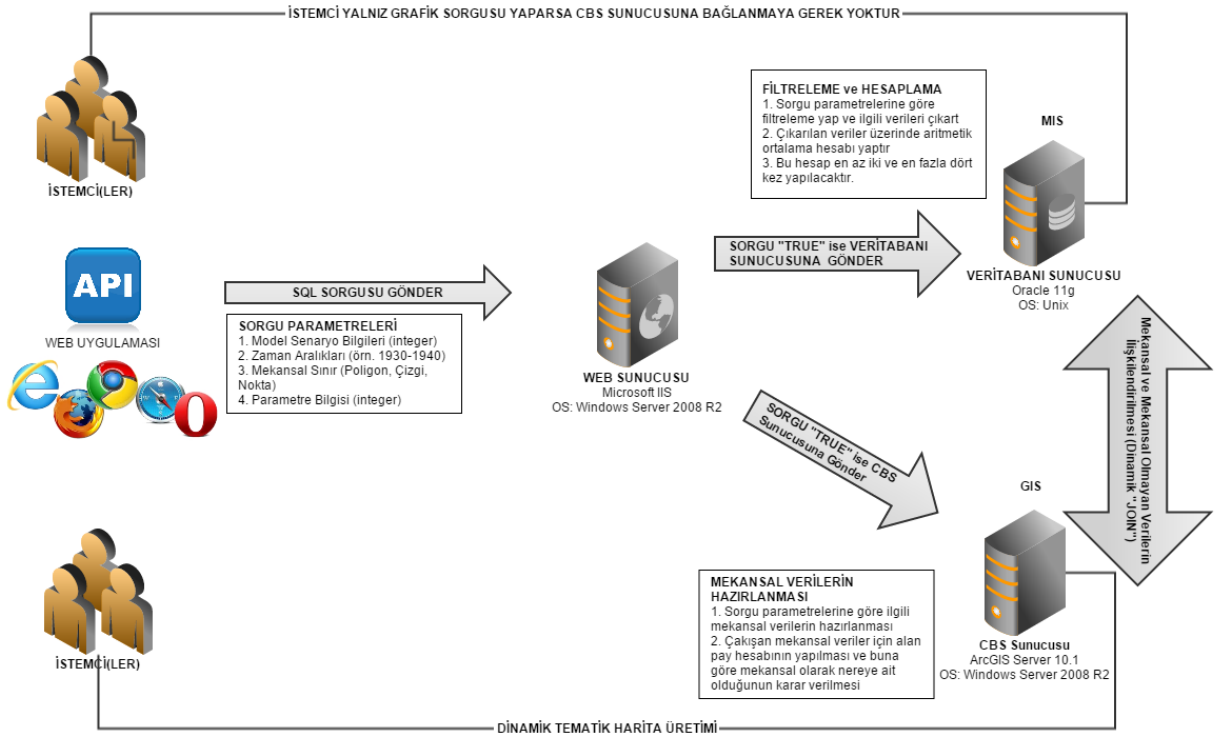 İSTEMCİ YALNIZ GRAFİK SORGUSU YAPARSA CBS SUNUCUSUNA BAĞLANMAYA GEREK YOKTUR
İSTEMCİ(LER)
API
WEB UYGULAMASI
SQL SORGUSU GÖNDER
SORGU PARAMETRELERİ
1. Model Senaryo Bilgileri (integer)
2. Zaman Aralıkları (örn. 1930-1940)
3. Mekansal Sınır (Poligon, Çizgi,
Nokta)
4. Parametre Bilgisi (integer)
WEB SUNUCUSU
Microsoft IIS
OS: Windows Server 2008 R2
FİLTRELEME ve HESAPLAMA
1. Sorgu parametrelerine göre
filtreleme yap ve ilgili verileri çıkart
2. Çıkarılan veriler üzerinde aritmetik
ortalama hesabı yaptır
3. Bu hesap en az iki ve en fazla dört
kez yapılacaktır.
SORGU "TRUE" ise VERİTABANI
SUNUCUSUNA GÖNDER
MIS
VERİTABANI SUNUCUSU
Oracle 11g
OS: Unix
SORGU "TRUE" ise CBS
Sunucusuna Gönder
Mekansal ve Mekansal Olmayan Verilerin
İlişkilendirilmesi (Dinamik "JOIN")
GIS
CBS Sunucusu
ArcGIS Server 10.1
OS: Windows Server 2008 R2
MEKANSAL VERİLERİN
HAZIRLANMASI
1. Sorgu parametrelerine göre ilgili
mekansal verilerin hazırlanması
2. Çakışan mekansal veriler için alan
pay hesabının yapılması ve buna
göre mekansal olarak nereye ait
olduğunun karar verilmesi
İSTEMCİ(LER)
DİNAMİK TEMATİK HARİTA ÜRETİMİ